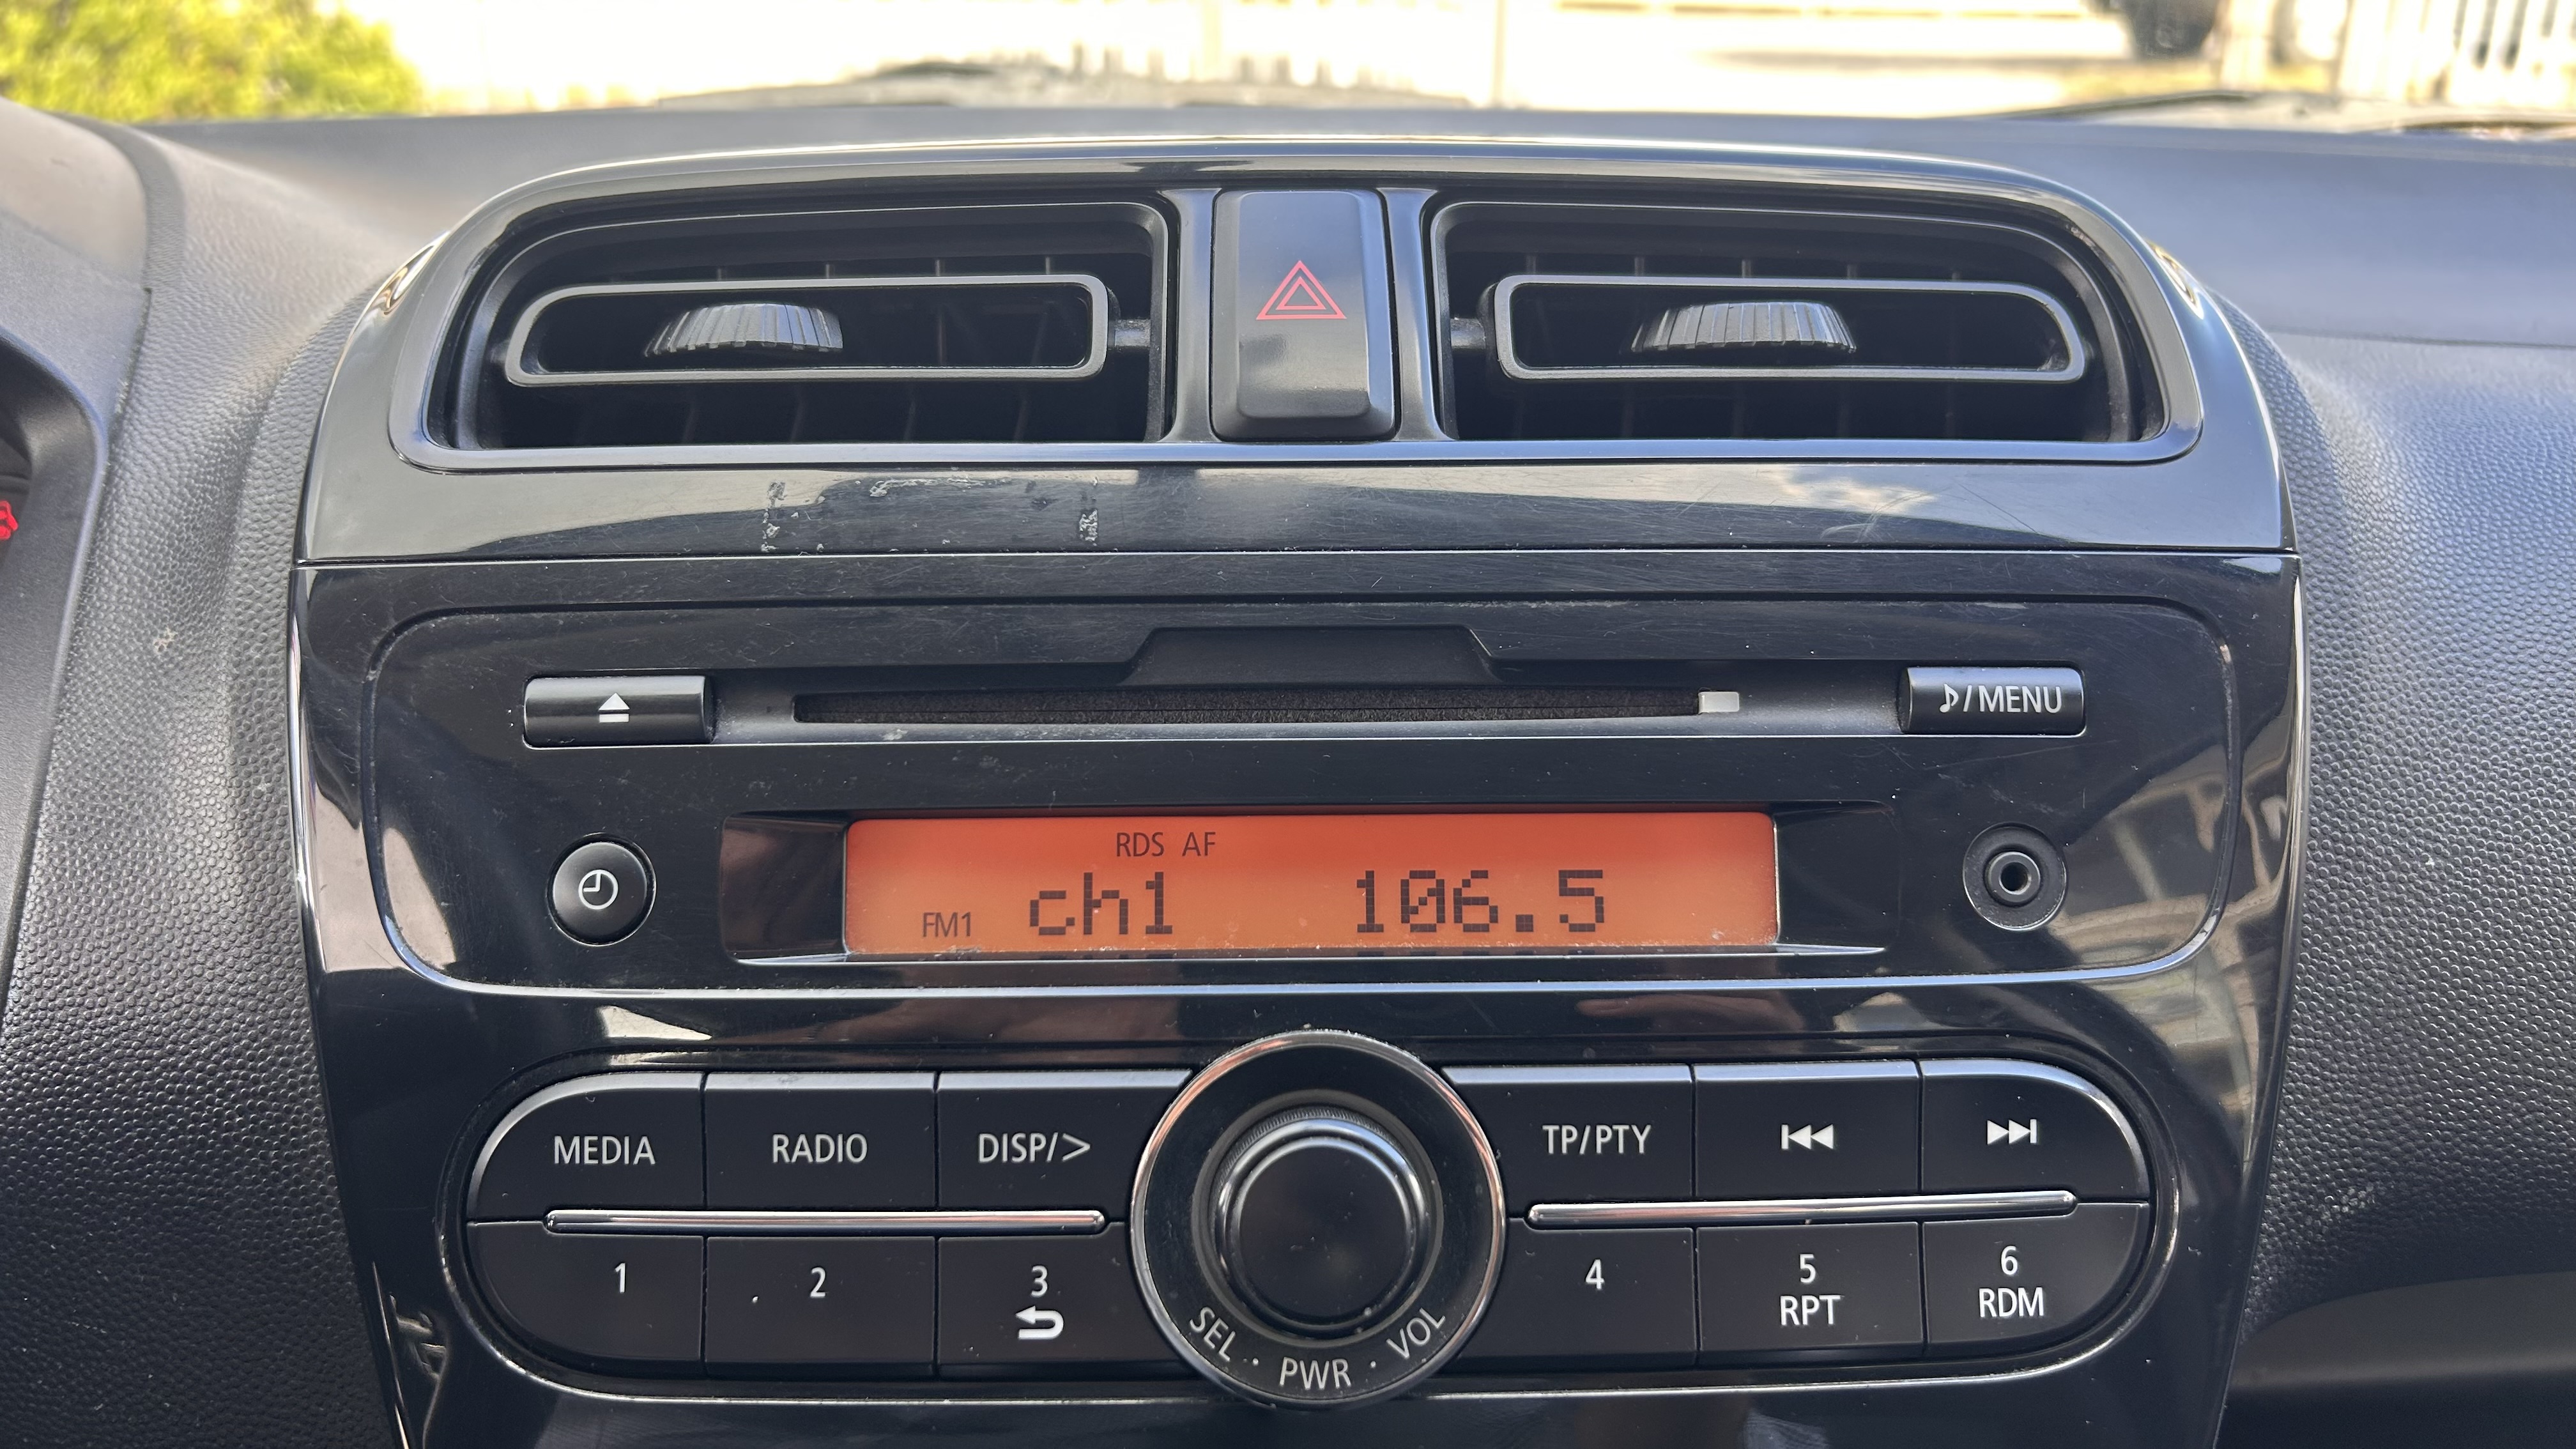 ♪/MENU
RDS AF
FM1 ch1 106.5
MEDIA RADIO DISP/> TP/PTY
1 2 3 4 5 6
RPT RDM
SEL · PWR · VOL